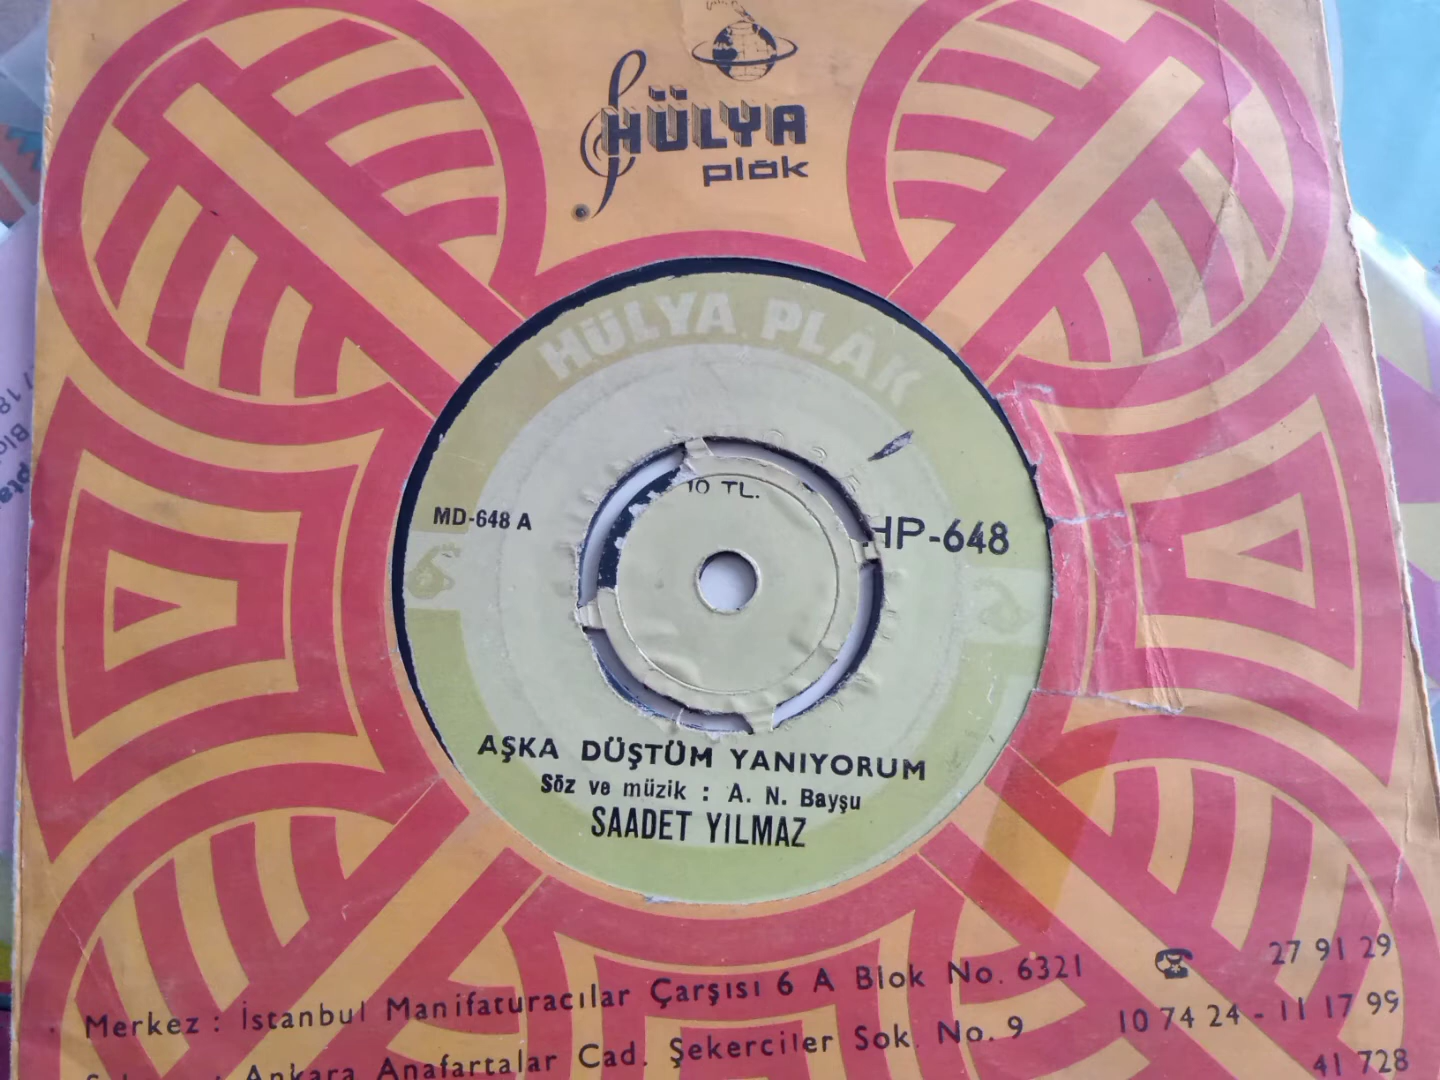 HÜLYA
plâk
HÜLYA PLAK
10 TL.
MD-648 A
HP-648
AŞKA DÜŞTÜM YANIYORUM
Söz ve müzik : A. N. Bayşu
SAADET YILMAZ
Merkez : İstanbul Manifaturacılar Çarşısı 6 A Blok No. 6321 ☎ 27 91 29
Ankara Anafartalar Cad. Şekerciler Sok. No. 9 10 74 24 - 11 17 99
41 728